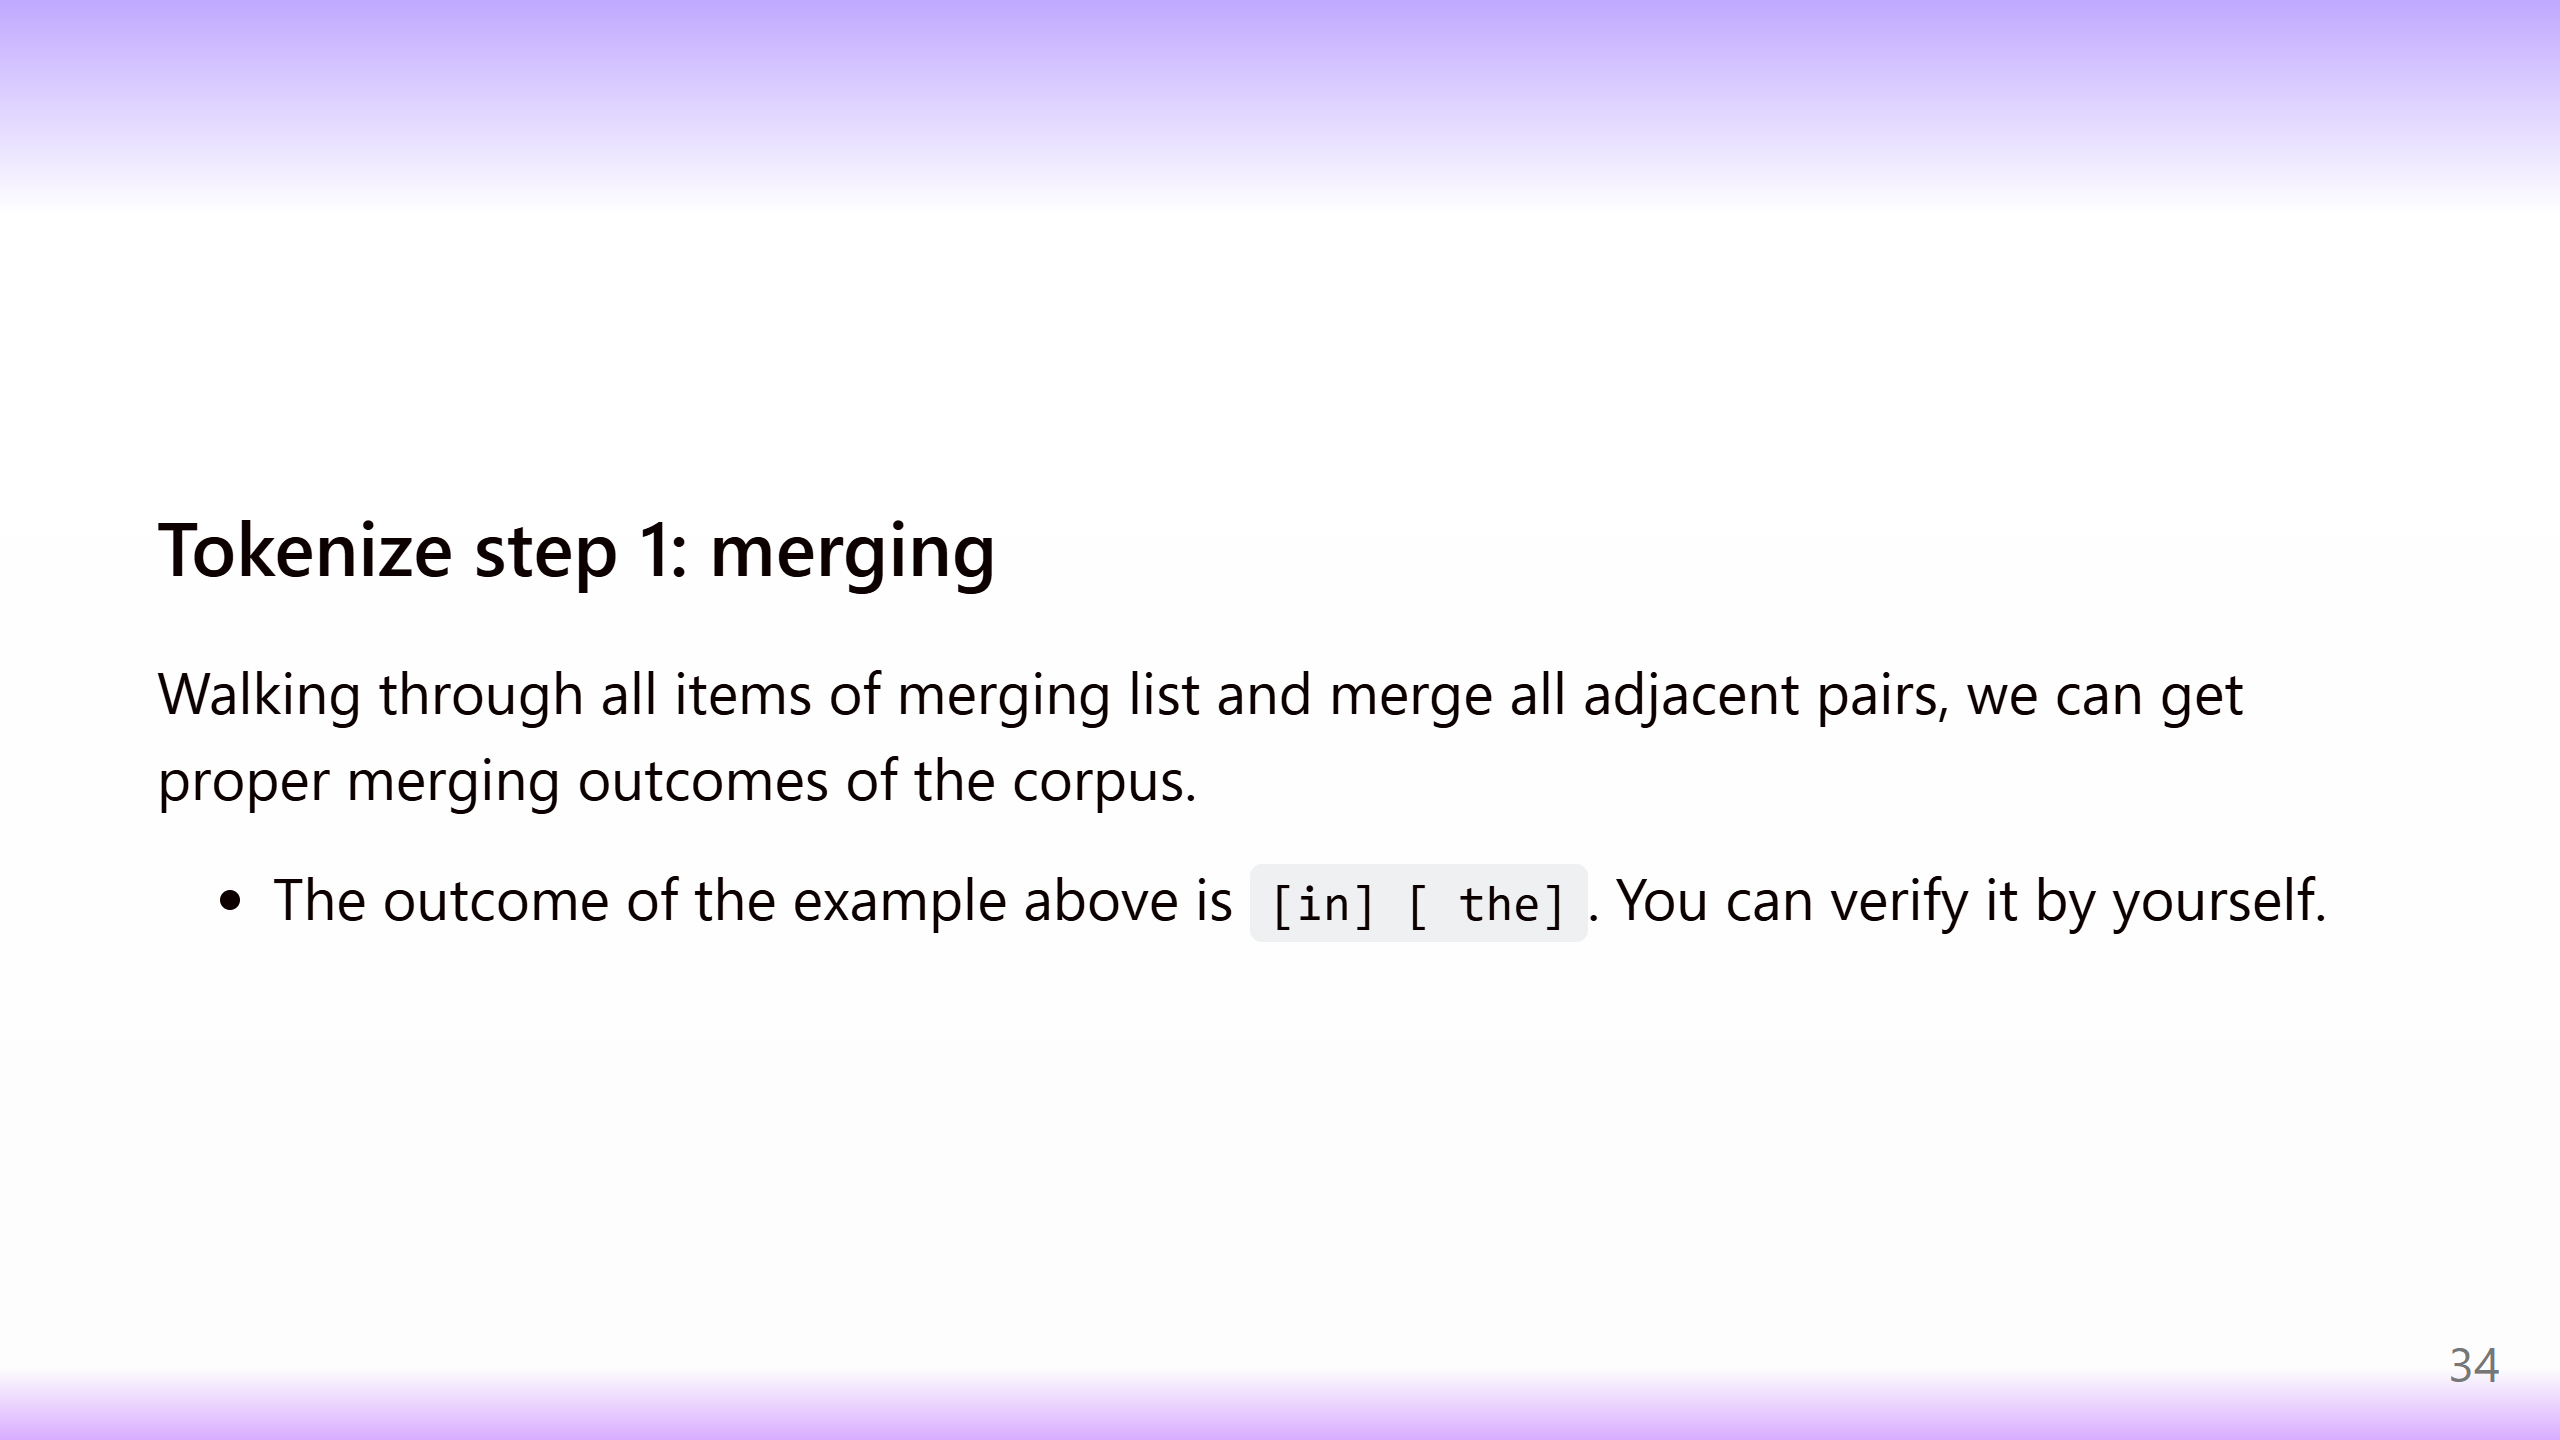 Tokenize step 1: merging
Walking through all items of merging list and merge all adjacent pairs, we can get
proper merging outcomes of the corpus.
• The outcome of the example above is [in] [ the]. You can verify it by yourself.
34